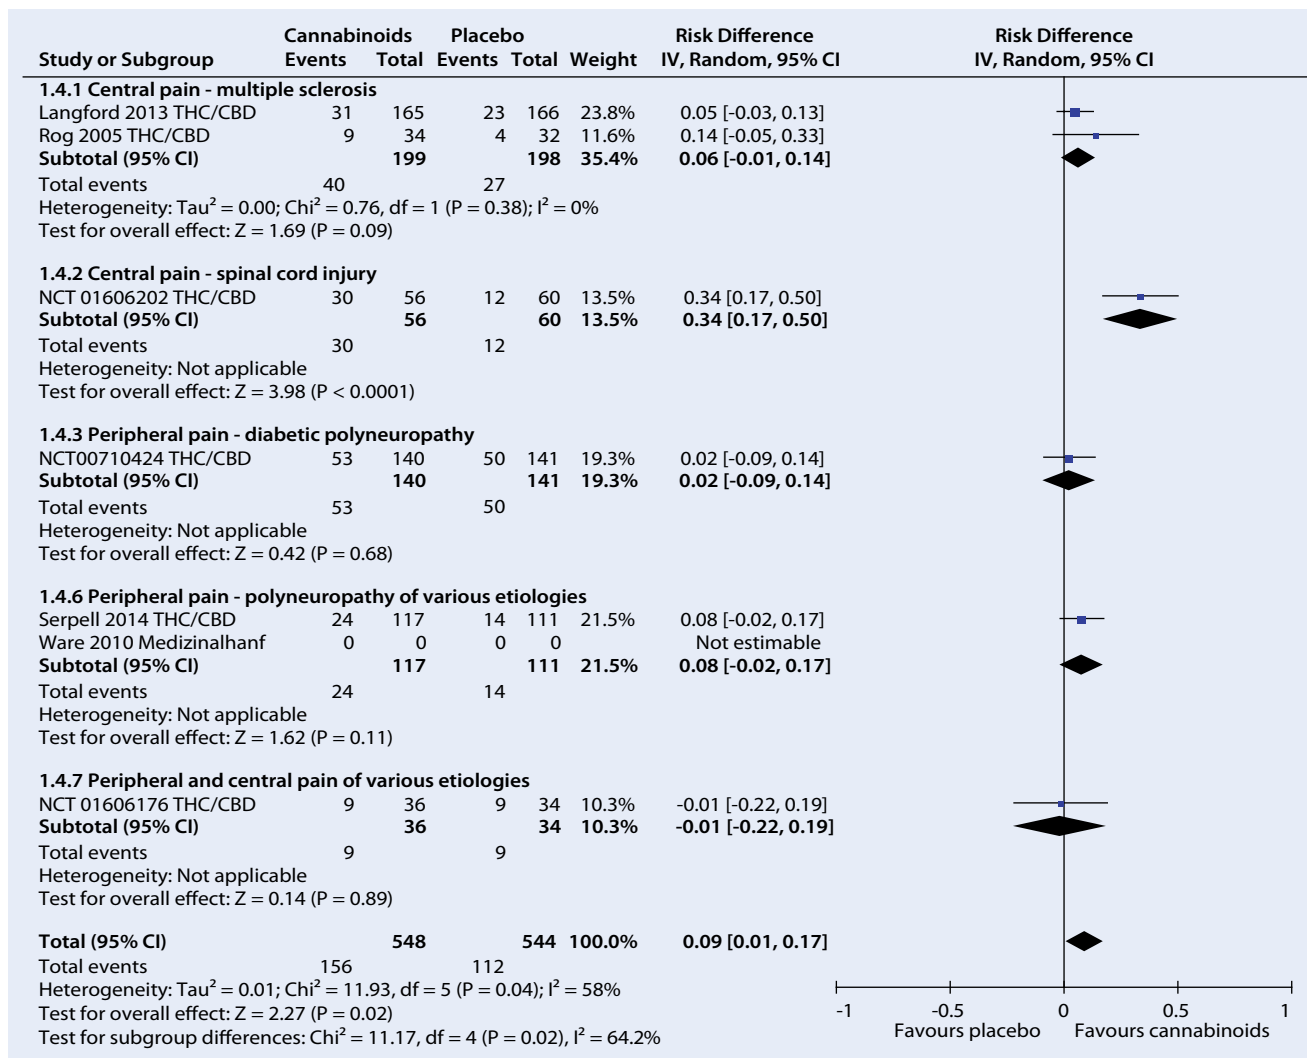 Cannabinoids Placebo Risk Difference Risk Difference
Study or Subgroup Events Total Events Total Weight IV, Random, 95% CI IV, Random, 95% CI
1.4.1 Central pain - multiple sclerosis
Langford 2013 THC/CBD 31 165 23 166 23.8% 0.05 [-0.03, 0.13]
Rog 2005 THC/CBD 9 34 4 32 11.6% 0.14 [-0.05, 0.33]
Subtotal (95% CI) 199 198 35.4% 0.06 [-0.01, 0.14]
Total events 40 27
Heterogeneity: Tau² = 0.00; Chi² = 0.76, df = 1 (P = 0.38); I² = 0%
Test for overall effect: Z = 1.69 (P = 0.09)
1.4.2 Central pain - spinal cord injury
NCT 01606202 THC/CBD 30 56 12 60 13.5% 0.34 [0.17, 0.50]
Subtotal (95% CI) 56 60 13.5% 0.34 [0.17, 0.50]
Total events 30 12
Heterogeneity: Not applicable
Test for overall effect: Z = 3.98 (P < 0.0001)
1.4.3 Peripheral pain - diabetic polyneuropathy
NCT00710424 THC/CBD 53 140 50 141 19.3% 0.02 [-0.09, 0.14]
Subtotal (95% CI) 140 141 19.3% 0.02 [-0.09, 0.14]
Total events 53 50
Heterogeneity: Not applicable
Test for overall effect: Z = 0.42 (P = 0.68)
1.4.6 Peripheral pain - polyneuropathy of various etiologies
Serpell 2014 THC/CBD 24 117 14 111 21.5% 0.08 [-0.02, 0.17]
Ware 2010 Medizinalhanf 0 0 0 0 Not estimable
Subtotal (95% CI) 117 111 21.5% 0.08 [-0.02, 0.17]
Total events 24 14
Heterogeneity: Not applicable
Test for overall effect: Z = 1.62 (P = 0.11)
1.4.7 Peripheral and central pain of various etiologies
NCT 01606176 THC/CBD 9 36 9 34 10.3% -0.01 [-0.22, 0.19]
Subtotal (95% CI) 36 34 10.3% -0.01 [-0.22, 0.19]
Total events 9 9
Heterogeneity: Not applicable
Test for overall effect: Z = 0.14 (P = 0.89)
Total (95% CI) 548 544 100.0% 0.09 [0.01, 0.17]
Total events 156 112
Heterogeneity: Tau² = 0.01; Chi² = 11.93, df = 5 (P = 0.04); I² = 58%
Test for overall effect: Z = 2.27 (P = 0.02)
Test for subgroup differences: Chi² = 11.17, df = 4 (P = 0.02), I² = 64.2%
-1 -0.5 0 0.5 1
Favours placebo Favours cannabinoids